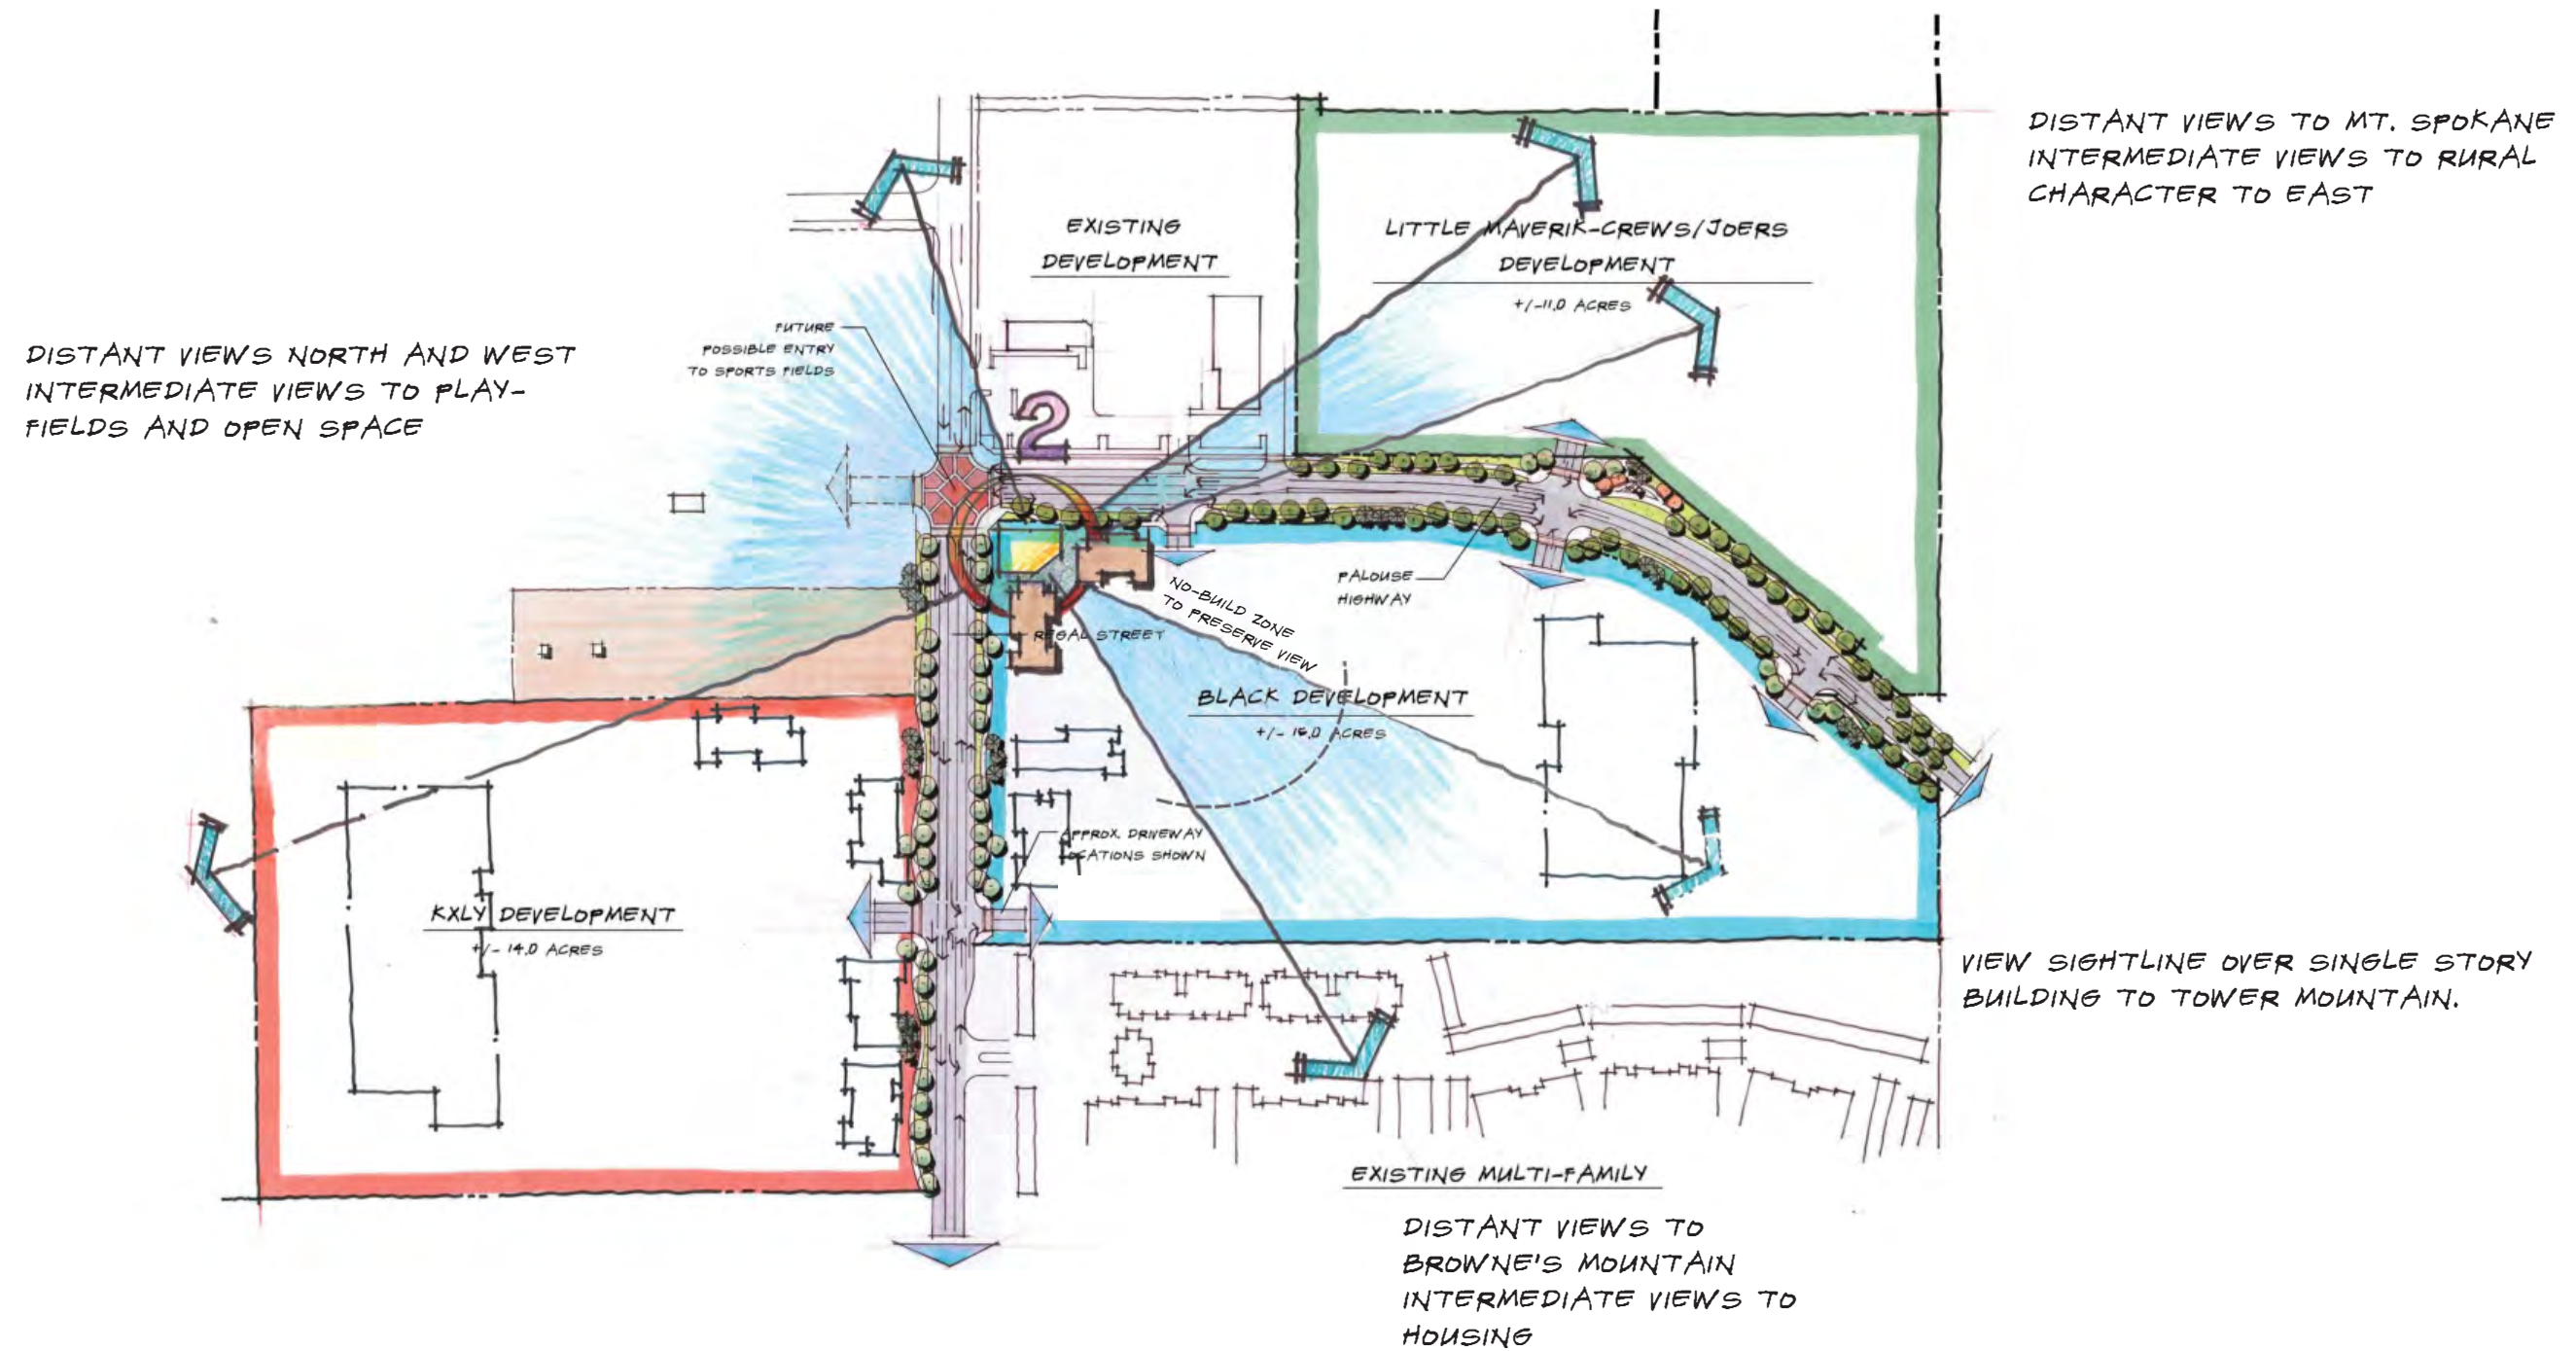 DISTANT VIEWS TO MT. SPOKANE
INTERMEDIATE VIEWS TO RURAL
CHARACTER TO EAST
EXISTING
DEVELOPMENT
LITTLE MAVERIK-CREWS/JOERS
DEVELOPMENT
+/-11.0 ACRES
FUTURE
POSSIBLE ENTRY
TO SPORTS FIELDS
DISTANT VIEWS NORTH AND WEST
INTERMEDIATE VIEWS TO PLAY-
FIELDS AND OPEN SPACE
2
PALOUSE
HIGHWAY
NO-BUILD ZONE
TO PRESERVE VIEW
REGAL STREET
BLACK DEVELOPMENT
+/- 16.0 ACRES
APPROX. DRIVEWAY
LOCATIONS SHOWN
KXLY DEVELOPMENT
+/- 14.0 ACRES
VIEW SIGHTLINE OVER SINGLE STORY
BUILDING TO TOWER MOUNTAIN.
EXISTING MULTI-FAMILY
DISTANT VIEWS TO
BROWNE'S MOUNTAIN
INTERMEDIATE VIEWS TO
HOUSING